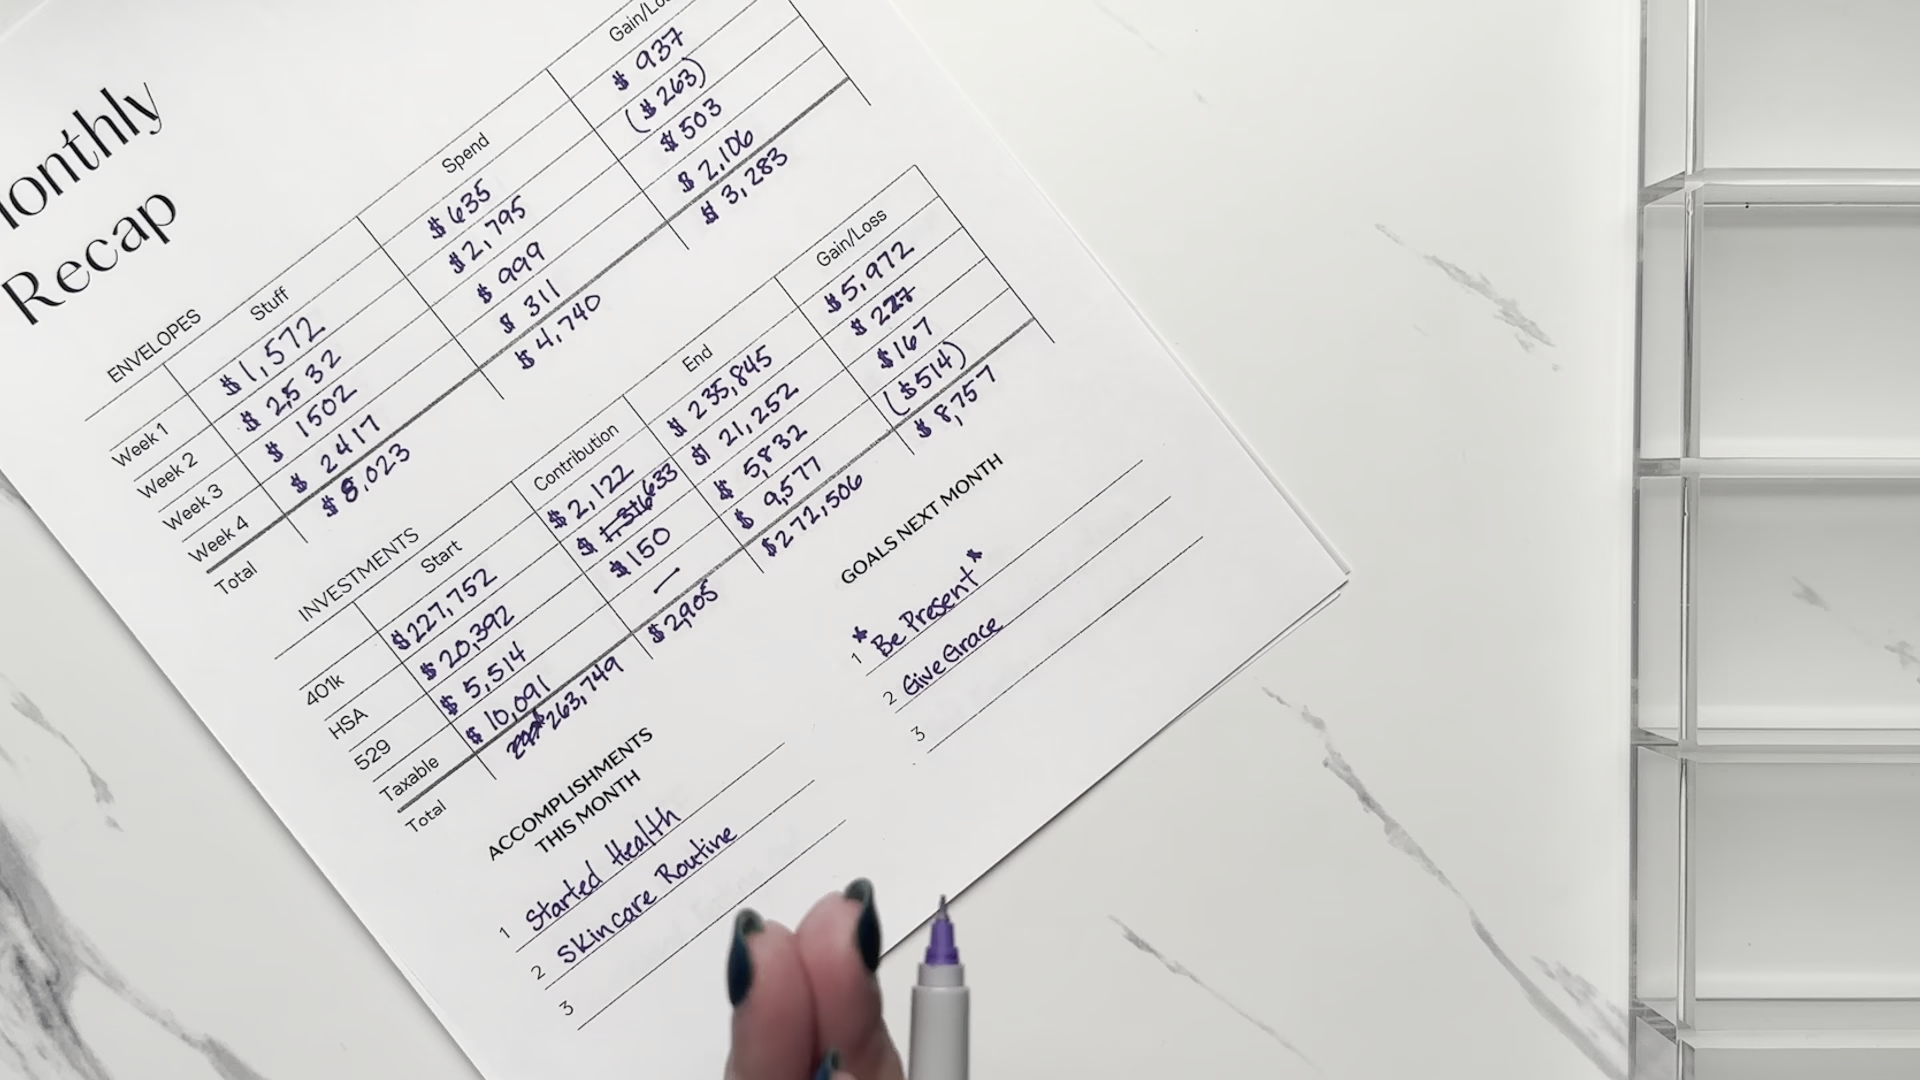 Monthly
Recap
ENVELOPES Stuff Spend Gain/Loss
Week 1 $1,572 $635 $937
Week 2 $2,532 $2,795 ($263)
Week 3 $1502 $999 $503
Week 4 $2417 $311 $2,106
Total $8,023 $4,740 $3,283
INVESTMENTS Start Contribution End Gain/Loss
401k $227,752 $2,122 $235,845 $5,972
HSA $20,392 $ 633 $21,252 $227
529 $5,514 $150 $5,832 $167
Taxable $10,091 — $9,577 ($514)
Total $263,749 $2,905 $272,506 $8,757
ACCOMPLISHMENTS
THIS MONTH
1 Started Health
2 Skincare Routine
3
GOALS NEXT MONTH
1 *Be Present*
2 Give Grace
3